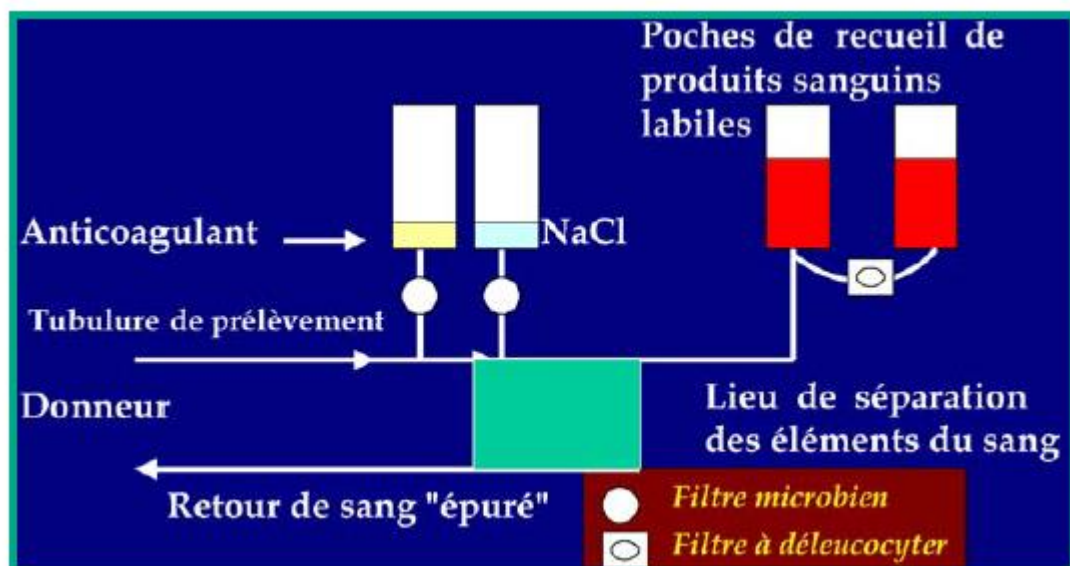 Poches de recueil de
produits sanguins
labiles
Anticoagulant
NaCl
Tubulure de prélèvement
Donneur
Lieu de séparation
des éléments du sang
Retour de sang "épuré"
Filtre microbien
Filtre à déleucocyter